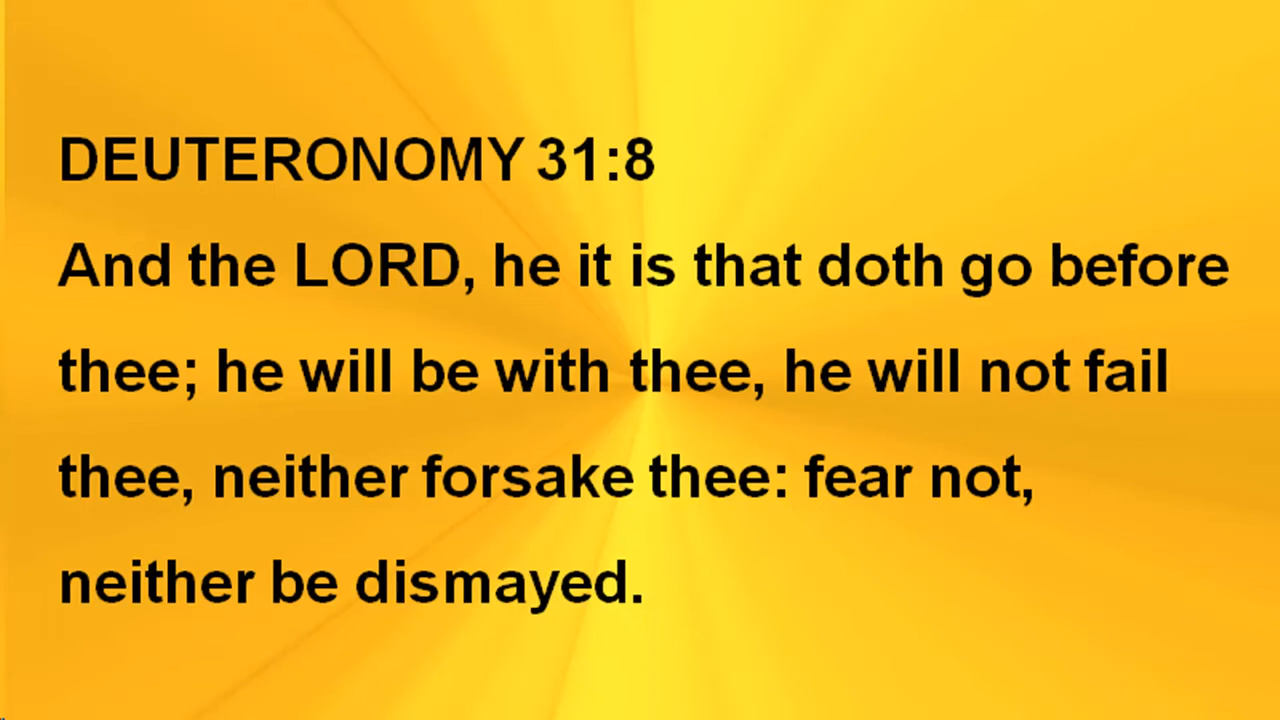 DEUTERONOMY 31:8
And the LORD, he it is that doth go before
thee; he will be with thee, he will not fail
thee, neither forsake thee: fear not,
neither be dismayed.